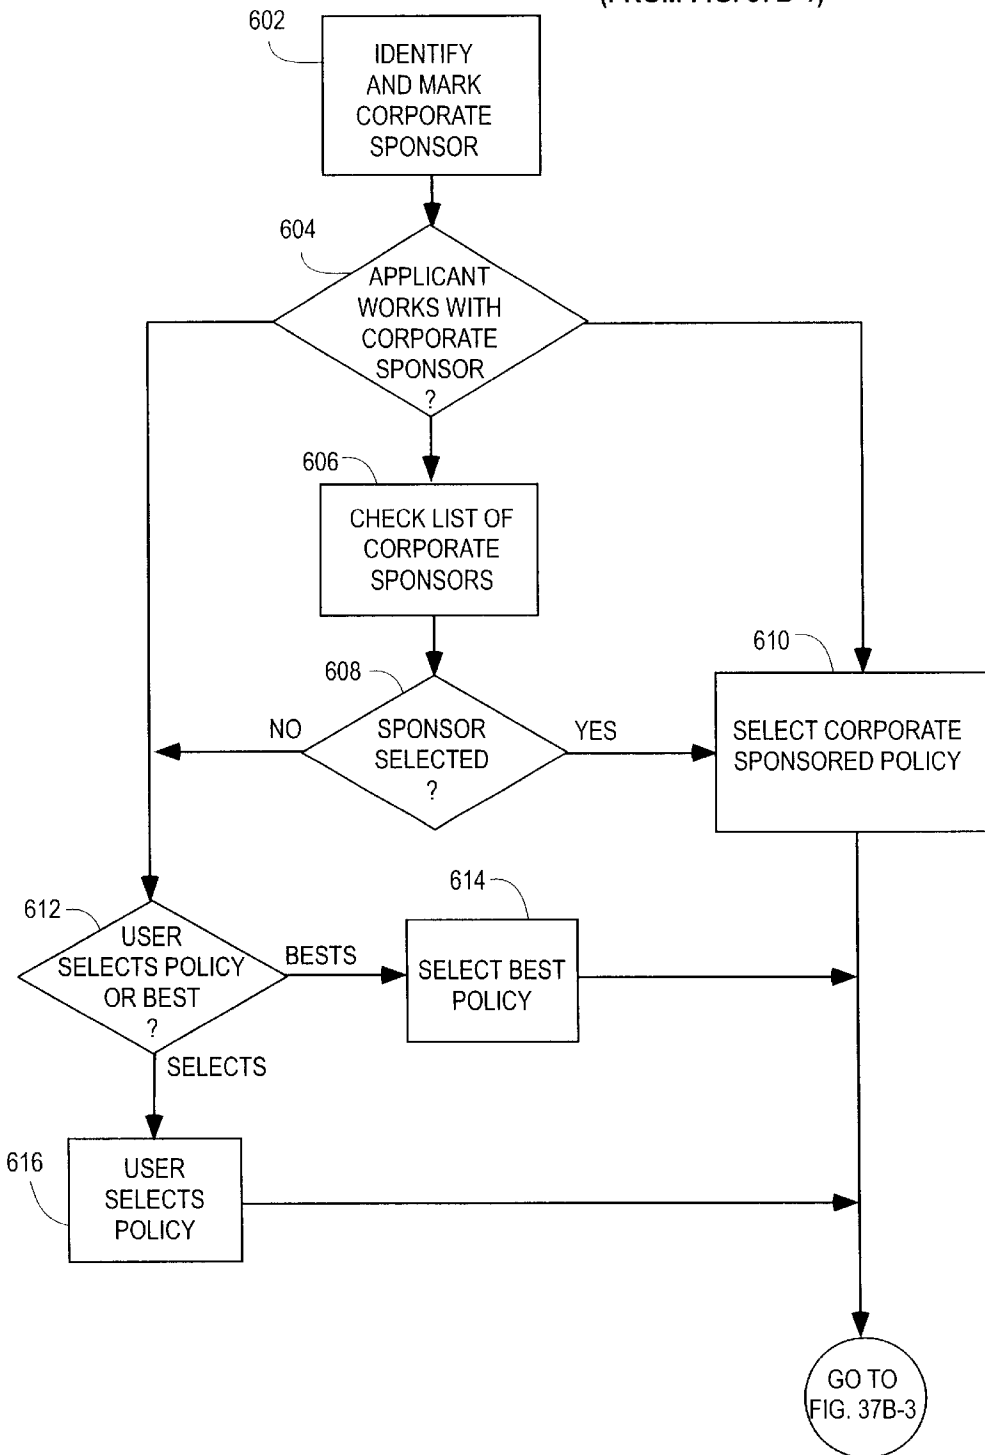 602
IDENTIFY
AND MARK
CORPORATE
SPONSOR
604
APPLICANT
WORKS WITH
CORPORATE
SPONSOR
?
606
CHECK LIST OF
CORPORATE
SPONSORS
608
SPONSOR
SELECTED
?
NO
YES
610
SELECT CORPORATE
SPONSORED POLICY
612
USER
SELECTS POLICY
OR BEST
?
BESTS
SELECTS
614
SELECT BEST
POLICY
616
USER
SELECTS
POLICY
GO TO
FIG. 37B-3